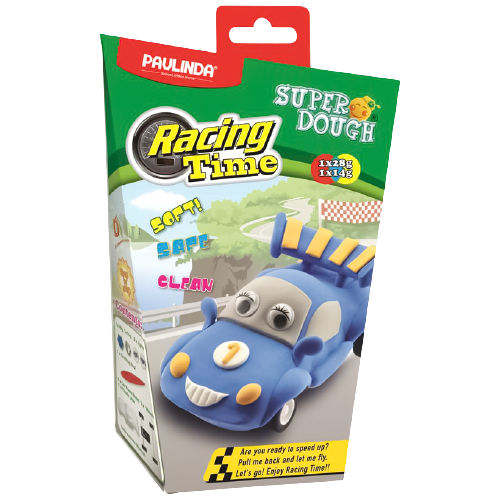 PAULINDA®
SUPER
DOUGH
Racing
Time
1x28g
1x14g
SOFT!
SAFE
CLEAN
Contents:
1
Are you ready to speed up?
Pull me back and let me fly.
Let's go! Enjoy Racing Time!!